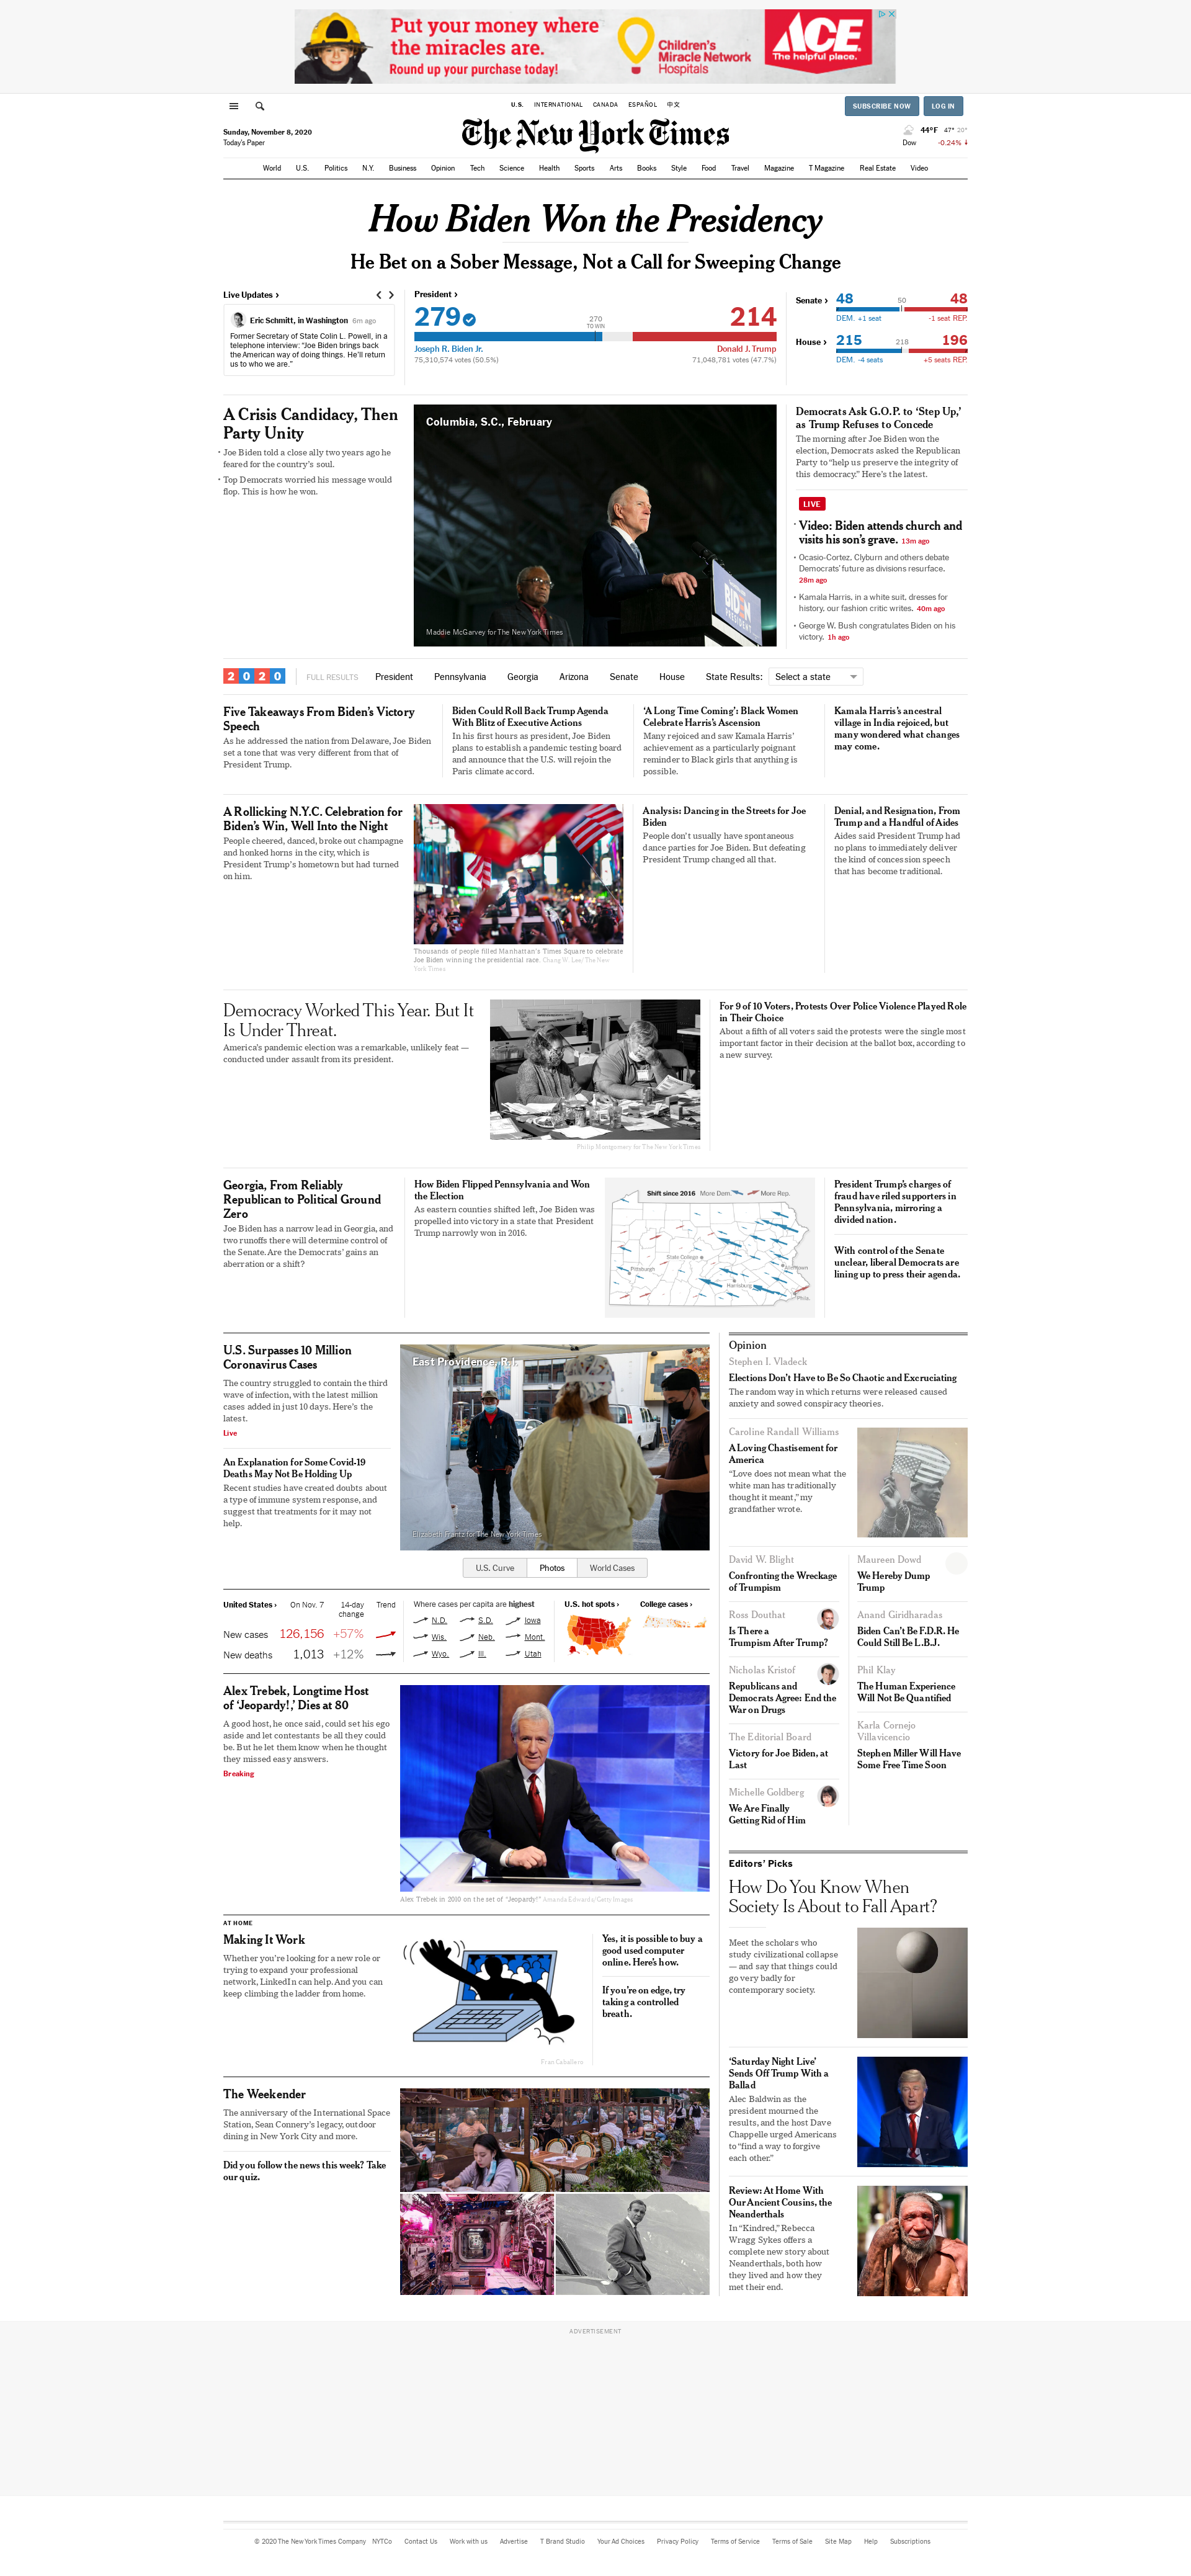 Put your money where
the miracles are.
Round up your purchase today!
Children's
Miracle Network
Hospitals
ACE
The helpful place.
U.S. INTERNATIONAL CANADA ESPAÑOL 中文
SUBSCRIBE NOW LOG IN
Sunday, November 8, 2020
Today's Paper
The New York Times
44°F 47° 39°
Dow -0.24%
World U.S. Politics N.Y. Business Opinion Tech Science Health Sports Arts Books Style Food Travel Magazine T Magazine Real Estate Video
How Biden Won the Presidency
He Bet on a Sober Message, Not a Call for Sweeping Change
Live Updates ›
Eric Schmitt, in Washington 6m ago
Former Secretary of State Colin L. Powell, in a
telephone interview: “Joe Biden brings back
the American way of doing things. He’ll return
us to who we are.”
President ›
279 214
270
TO WIN
Joseph R. Biden Jr. Donald J. Trump
75,310,574 votes (50.5%) 71,048,781 votes (47.7%)
Senate › 48 50 48
DEM. +1 seat -1 seat REP.
House › 215 218 196
DEM. -4 seats +5 seats REP.
A Crisis Candidacy, Then
Party Unity
• Joe Biden told a close ally two years ago he
feared for the country’s soul.
• Top Democrats worried his message would
flop. This is how he won.
Columbia, S.C., February
BIDEN
PRESIDENT
Maddie McGarvey for The New York Times
Democrats Ask G.O.P. to ‘Step Up,’
as Trump Refuses to Concede
The morning after Joe Biden won the
election, Democrats asked the Republican
Party to “help us preserve the integrity of
this democracy.” Here’s the latest.
LIVE
• Video: Biden attends church and
visits his son’s grave. 13m ago
• Ocasio-Cortez, Clyburn and others debate
Democrats’ future as divisions resurface.
28m ago
• Kamala Harris, in a white suit, dresses for
history, our fashion critic writes. 40m ago
• George W. Bush congratulates Biden on his
victory. 1h ago
2020 FULL RESULTS President Pennsylvania Georgia Arizona Senate House State Results: Select a state
Five Takeaways From Biden’s Victory
Speech
As he addressed the nation from Delaware, Joe Biden
set a tone that was very different from that of
President Trump.
Biden Could Roll Back Trump Agenda
With Blitz of Executive Actions
In his first hours as president, Joe Biden
plans to establish a pandemic testing board
and announce that the U.S. will rejoin the
Paris climate accord.
‘A Long Time Coming’: Black Women
Celebrate Harris’s Ascension
Many rejoiced and saw Kamala Harris’
achievement as a particularly poignant
reminder to Black girls that anything is
possible.
Kamala Harris’s ancestral
village in India rejoiced, but
many wondered what changes
may come.
A Rollicking N.Y.C. Celebration for
Biden’s Win, Well Into the Night
People cheered, danced, broke out champagne
and honked horns in the city, which is
President Trump’s hometown but had turned
on him.
Thousands of people filled Manhattan’s Times Square to celebrate
Joe Biden winning the presidential race. Chang W. Lee/The New
York Times
Analysis: Dancing in the Streets for Joe
Biden
People don’t usually have spontaneous
dance parties for Joe Biden. But defeating
President Trump changed all that.
Denial, and Resignation, From
Trump and a Handful of Aides
Aides said President Trump had
no plans to immediately deliver
the kind of concession speech
that has become traditional.
Democracy Worked This Year. But It
Is Under Threat.
America’s pandemic election was a remarkable, unlikely feat —
conducted under assault from its president.
Philip Montgomery for The New York Times
For 9 of 10 Voters, Protests Over Police Violence Played Role
in Their Choice
About a fifth of all voters said the protests were the single most
important factor in their decision at the ballot box, according to
a new survey.
Georgia, From Reliably
Republican to Political Ground
Zero
Joe Biden has a narrow lead in Georgia, and
two runoffs there will determine control of
the Senate. Are the Democrats’ gains an
aberration or a shift?
How Biden Flipped Pennsylvania and Won
the Election
As eastern counties shifted left, Joe Biden was
propelled into victory in a state that President
Trump narrowly won in 2016.
Shift since 2016 More Dem. More Rep.
State College
Pittsburgh
Allentown
Harrisburg
Phila.
President Trump’s charges of
fraud have riled supporters in
Pennsylvania, mirroring a
divided nation.
With control of the Senate
unclear, liberal Democrats are
lining up to press their agenda.
U.S. Surpasses 10 Million
Coronavirus Cases
The country struggled to contain the third
wave of infection, with the latest million
cases added in just 10 days. Here’s the
latest.
Live
An Explanation for Some Covid-19
Deaths May Not Be Holding Up
Recent studies have created doubts about
a type of immune system response, and
suggest that treatments for it may not
help.
East Providence, R.I.
Elizabeth Frantz for The New York Times
U.S. Curve Photos World Cases
United States › On Nov. 7 14-day
change Trend
New cases 126,156 +57%
New deaths 1,013 +12%
Where cases per capita are highest
N.D. S.D. Iowa
Wis. Neb. Mont.
Wyo. Ill. Utah
U.S. hot spots ›
College cases ›
Alex Trebek, Longtime Host
of ‘Jeopardy!,’ Dies at 80
A good host, he once said, could set his ego
aside and let contestants be all they could
be. But he let them know when he thought
they missed easy answers.
Breaking
Alex Trebek in 2010 on the set of “Jeopardy!” Amanda Edwards/Getty Images
AT HOME
Making It Work
Whether you’re looking for a new role or
trying to expand your professional
network, LinkedIn can help. And you can
keep climbing the ladder from home.
Fran Caballero
Yes, it is possible to buy a
good used computer
online. Here’s how.
If you’re on edge, try
taking a controlled
breath.
The Weekender
The anniversary of the International Space
Station, Sean Connery’s legacy, outdoor
dining in New York City and more.
Did you follow the news this week? Take
our quiz.
Opinion
Stephen I. Vladeck
Elections Don’t Have to Be So Chaotic and Excruciating
The random way in which returns were released caused
anxiety and sowed conspiracy theories.
Caroline Randall Williams
A Loving Chastisement for
America
“Love does not mean what the
white man has traditionally
thought it meant,” my
grandfather wrote.
David W. Blight
Confronting the Wreckage
of Trumpism
Ross Douthat
Is There a
Trumpism After Trump?
Nicholas Kristof
Republicans and
Democrats Agree: End the
War on Drugs
The Editorial Board
Victory for Joe Biden, at
Last
Michelle Goldberg
We Are Finally
Getting Rid of Him
Maureen Dowd
We Hereby Dump
Trump
Anand Giridharadas
Biden Can’t Be F.D.R. He
Could Still Be L.B.J.
Phil Klay
The Human Experience
Will Not Be Quantified
Karla Cornejo
Villavicencio
Stephen Miller Will Have
Some Free Time Soon
Editors’ Picks
How Do You Know When
Society Is About to Fall Apart?
Meet the scholars who
study civilizational collapse
— and say that things could
go very badly for
contemporary society.
‘Saturday Night Live’
Sends Off Trump With a
Ballad
Alec Baldwin as the
president mourned the
results, and the host Dave
Chappelle urged Americans
to “find a way to forgive
each other.”
Review: At Home With
Our Ancient Cousins, the
Neanderthals
In “Kindred,” Rebecca
Wragg Sykes offers a
complete new story about
Neanderthals, both how
they lived and how they
met their end.
ADVERTISEMENT
© 2020 The New York Times Company NYTCo Contact Us Work with us Advertise T Brand Studio Your Ad Choices Privacy Policy Terms of Service Terms of Sale Site Map Help Subscriptions